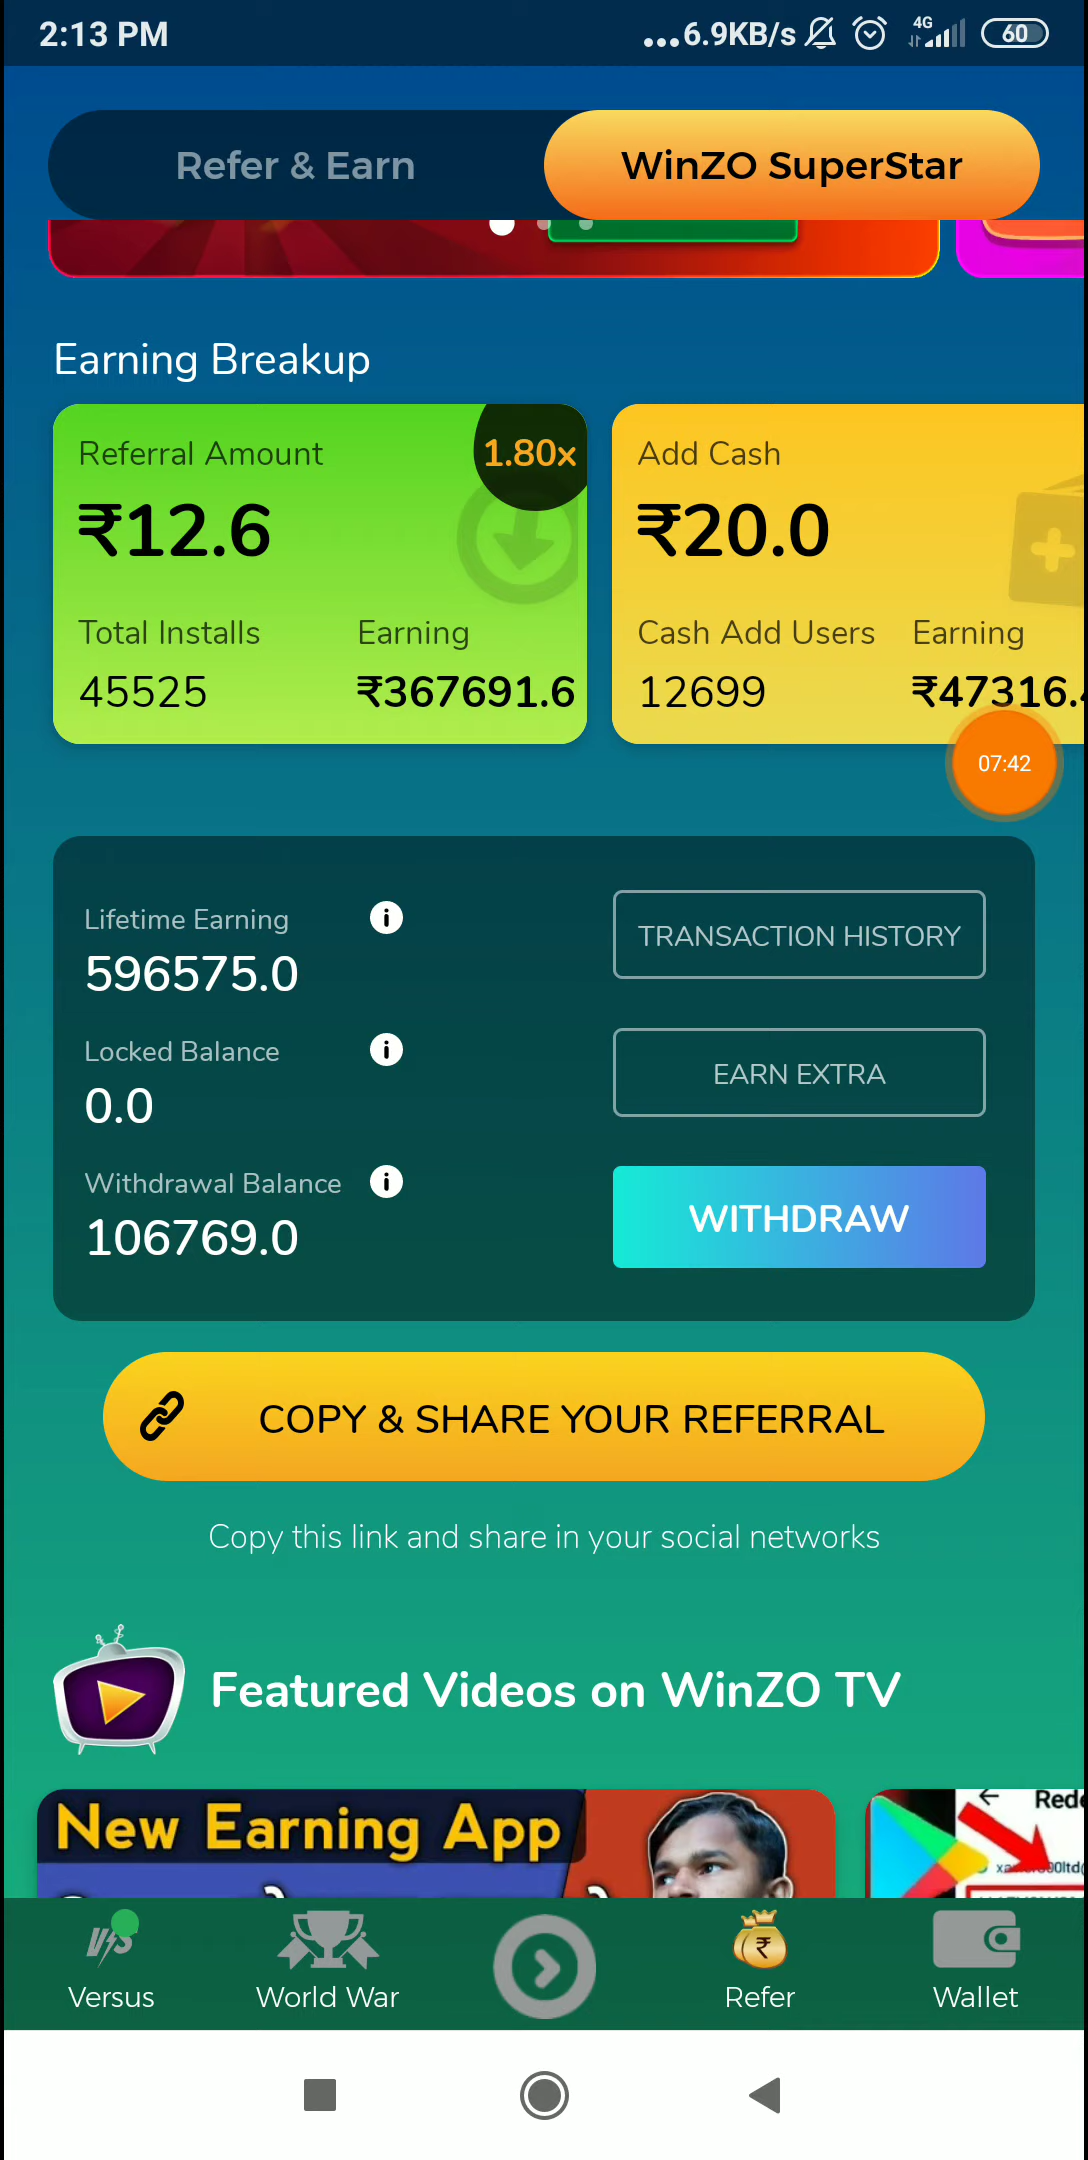 2:13 PM
...6.9KB/s 4G 60
Refer & Earn
WinZO SuperStar
Earning Breakup
Referral Amount
1.80x
₹12.6
Total Installs Earning
45525 ₹367691.6
Add Cash
₹20.0
Cash Add Users Earning
12699 ₹47316.
07:42
Lifetime Earning
596575.0
TRANSACTION HISTORY
Locked Balance
0.0
EARN EXTRA
Withdrawal Balance
106769.0
WITHDRAW
COPY & SHARE YOUR REFERRAL
Copy this link and share in your social networks
Featured Videos on WinZO TV
New Earning App
Versus
World War
Refer
Wallet